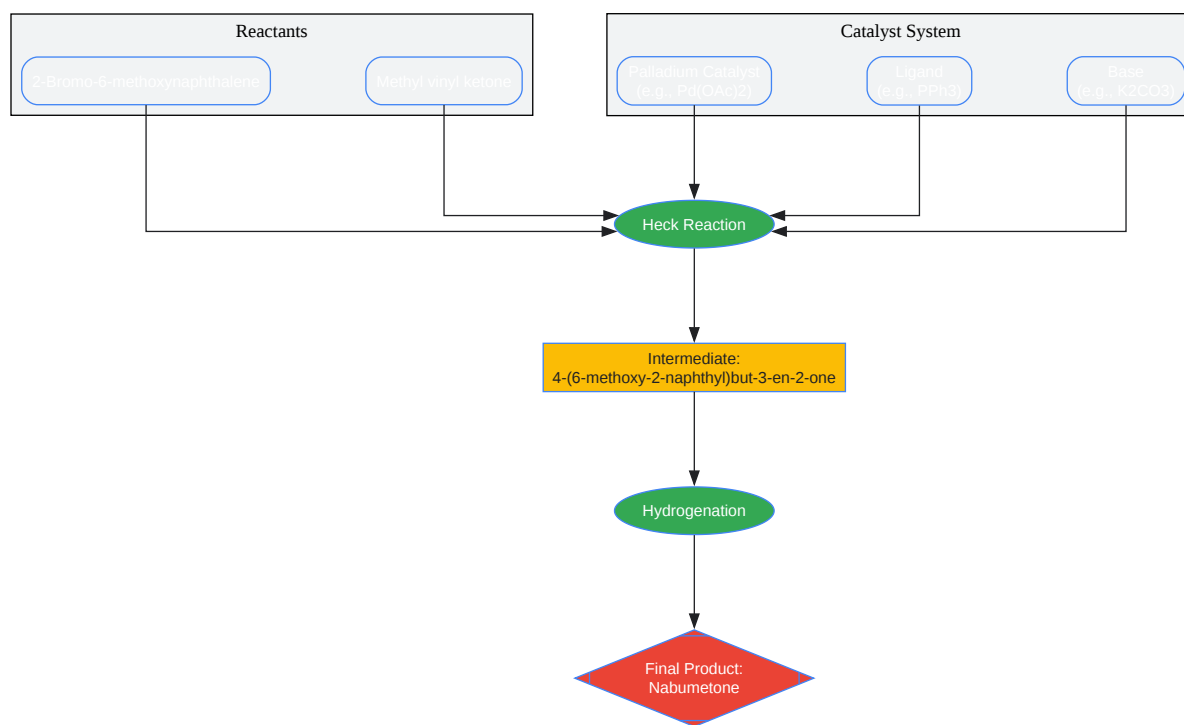 Reactants
Catalyst System
2-Bromo-6-methoxynaphthalene
Methyl vinyl ketone
Palladium Catalyst
(e.g., Pd(OAc)2)
Ligand
(e.g., PPh3)
Base
(e.g., K2CO3)
Heck Reaction
Intermediate:
4-(6-methoxy-2-naphthyl)but-3-en-2-one
Hydrogenation
Final Product:
Nabumetone